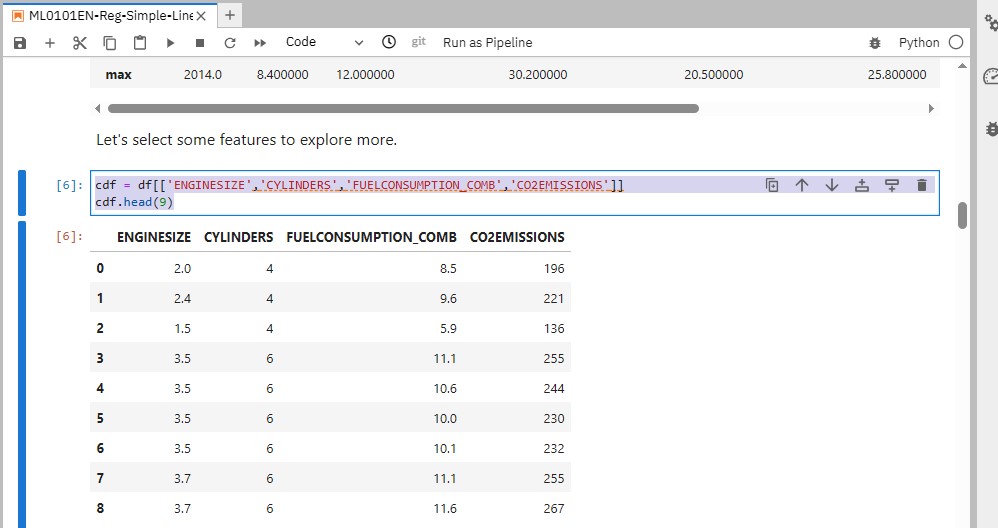 ML0101EN-Reg-Simple-Line
Code git Run as Pipeline Python
max 2014.0 8.400000 12.000000 30.200000 20.500000 25.800000
Let's select some features to explore more.
[6]: cdf = df[['ENGINESIZE','CYLINDERS','FUELCONSUMPTION_COMB','CO2EMISSIONS']]
cdf.head(9)
[6]: ENGINESIZE CYLINDERS FUELCONSUMPTION_COMB CO2EMISSIONS
0 2.0 4 8.5 196
1 2.4 4 9.6 221
2 1.5 4 5.9 136
3 3.5 6 11.1 255
4 3.5 6 10.6 244
5 3.5 6 10.0 230
6 3.5 6 10.1 232
7 3.7 6 11.1 255
8 3.7 6 11.6 267